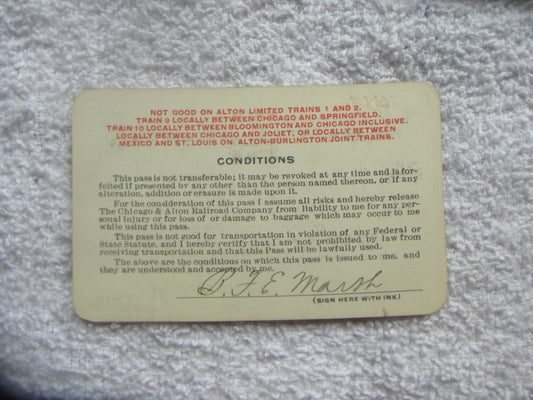 NOT GOOD ON ALTON LIMITED TRAINS 1 AND 2,
TRAIN 9 LOCALLY BETWEEN CHICAGO AND SPRINGFIELD,
TRAIN 10 LOCALLY BETWEEN BLOOMINGTON AND CHICAGO INCLUSIVE,
LOCALLY BETWEEN CHICAGO AND JOLIET, OR LOCALLY BETWEEN
MEXICO AND ST. LOUIS ON ALTON-BURLINGTON JOINT TRAINS.
CONDITIONS
This pass is not transferable; it may be revoked at any time and is for-
feited if presented by any other than the person named thereon, or if any
alteration, addition or erasure is made upon it.
For the consideration of this pass I assume all risks and hereby release
The Chicago & Alton Railroad Company from liability to me for any per-
sonal injury or for loss of or damage to baggage which may occur to me
while using this pass.
This pass is not good for transportation in violation of any Federal or
State Statute, and I hereby certify that I am not prohibited by law from
receiving transportation and that this Pass will be lawfully used.
The above are the conditions on which this pass is issued to me, and
they are understood and accepted by me.
B. F. E. Marsh
(SIGN HERE WITH INK)